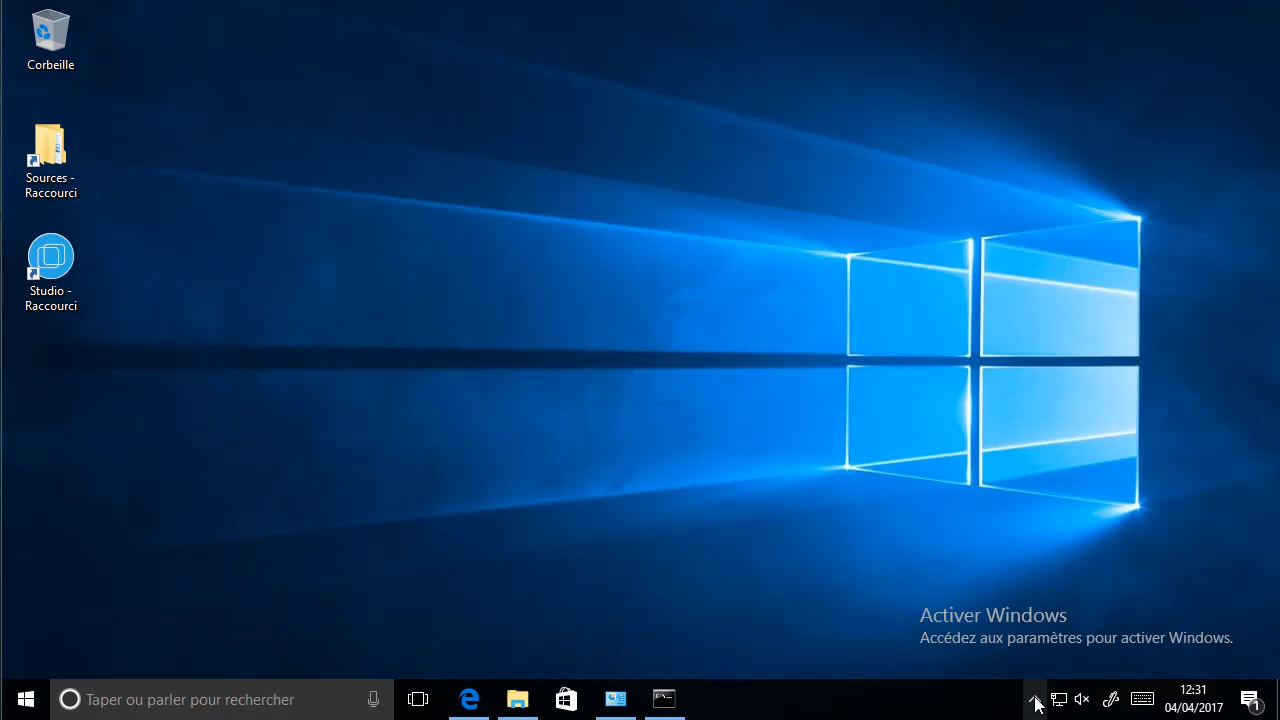 Corbeille
Sources -
Raccourci
Studio -
Raccourci
Activer Windows
Accédez aux paramètres pour activer Windows.
Taper ou parler pour rechercher
12:31
04/04/2017
1